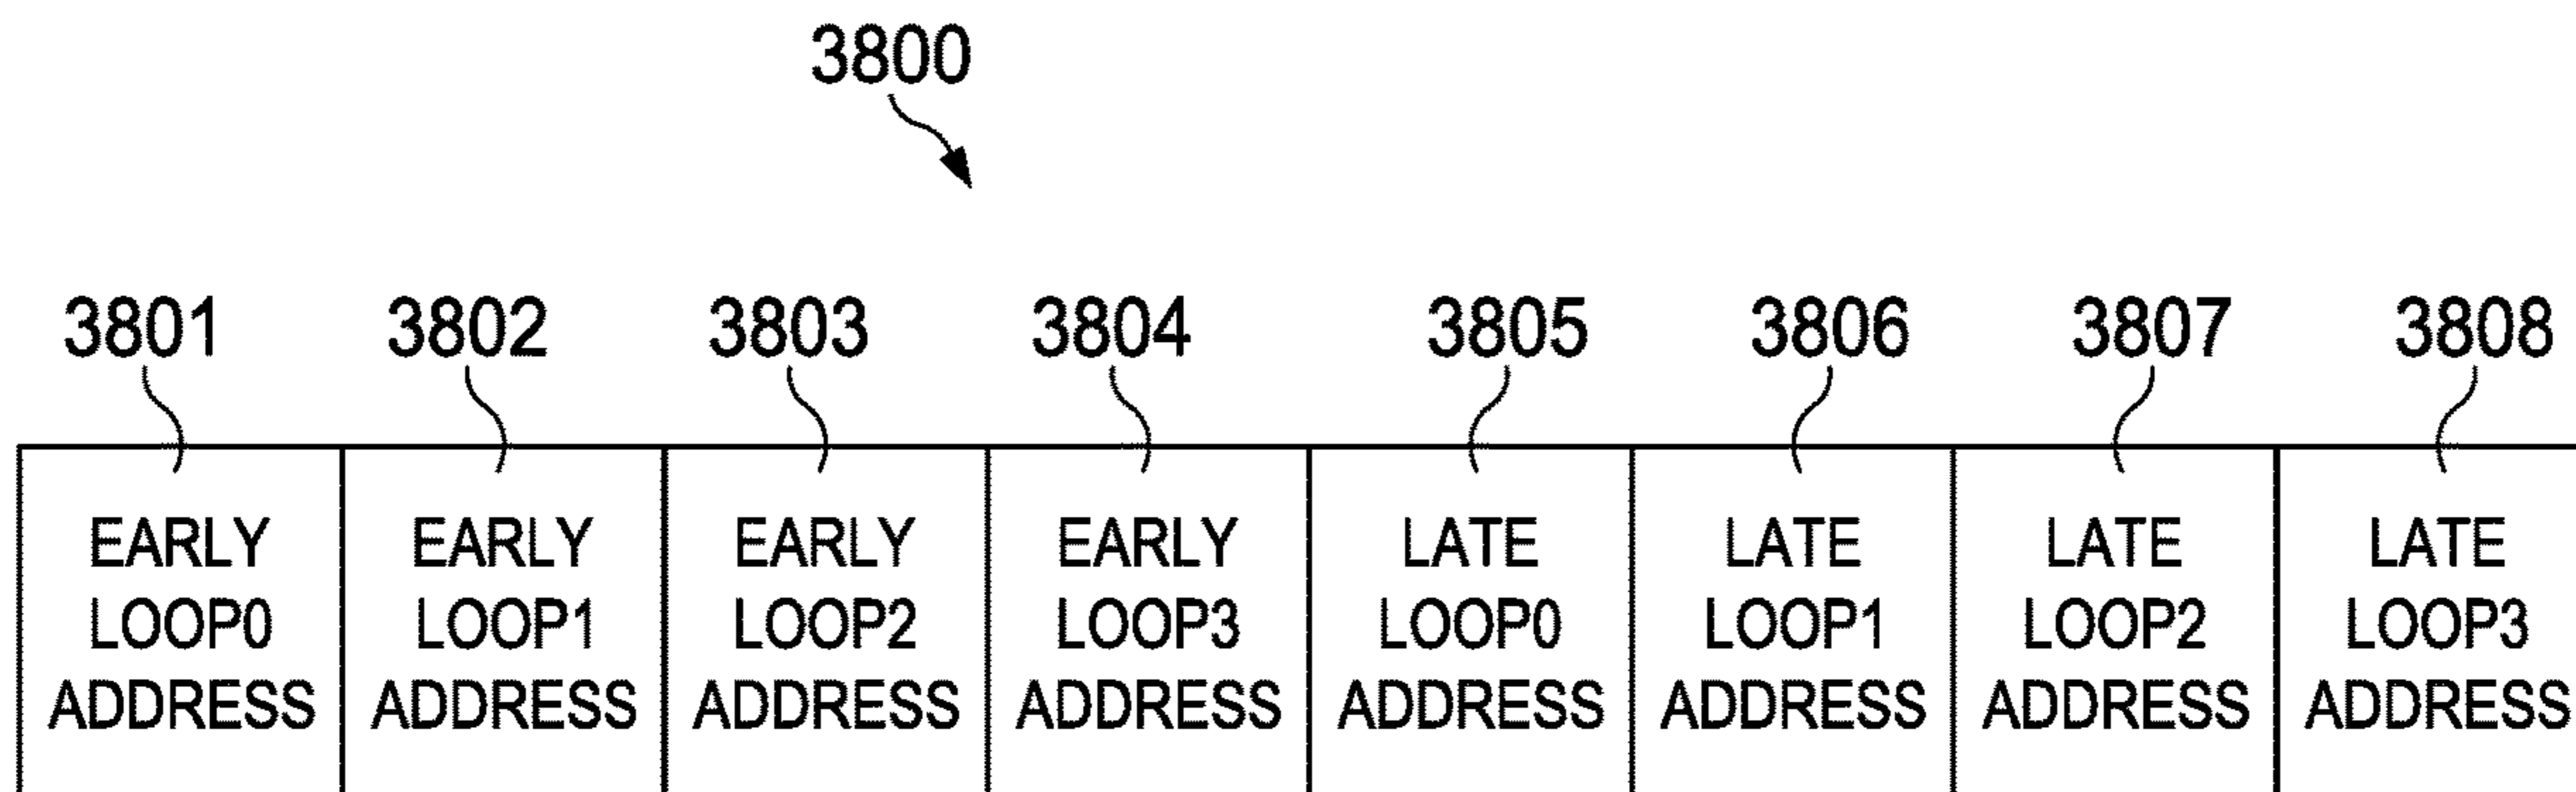 3800
3801 3802 3803 3804 3805 3806 3807 3808
EARLY EARLY EARLY EARLY LATE LATE LATE LATE
LOOP0 LOOP1 LOOP2 LOOP3 LOOP0 LOOP1 LOOP2 LOOP3
ADDRESS ADDRESS ADDRESS ADDRESS ADDRESS ADDRESS ADDRESS ADDRESS